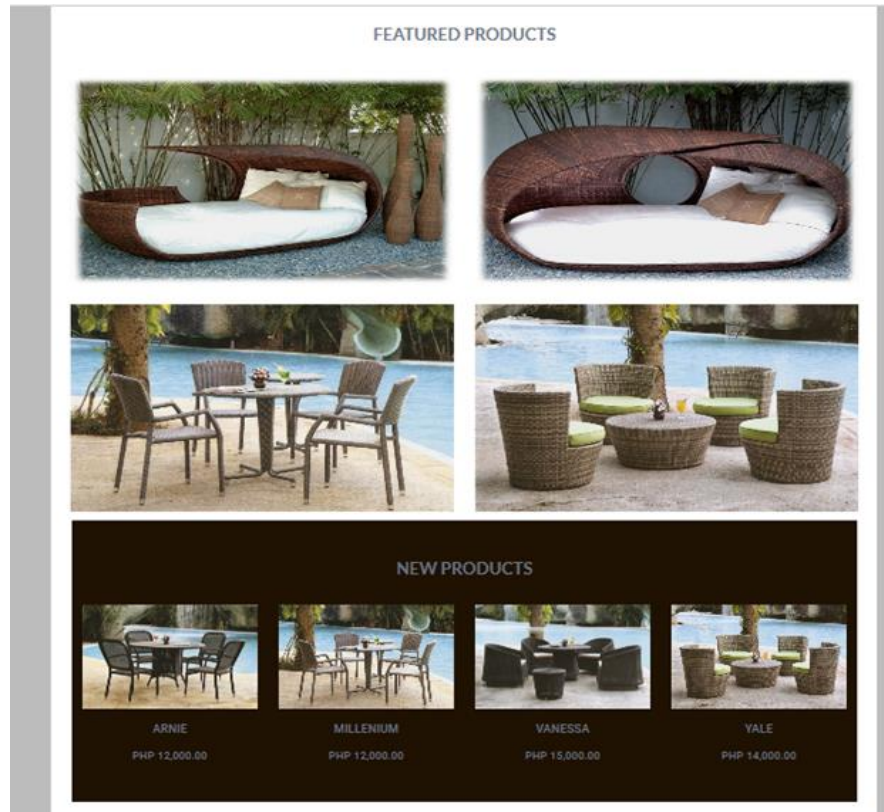 FEATURED PRODUCTS
NEW PRODUCTS
ARNIE
MILLENIUM
VANESSA
YALE
PHP 12,000.00
PHP 12,000.00
PHP 15,000.00
PHP 14,000.00